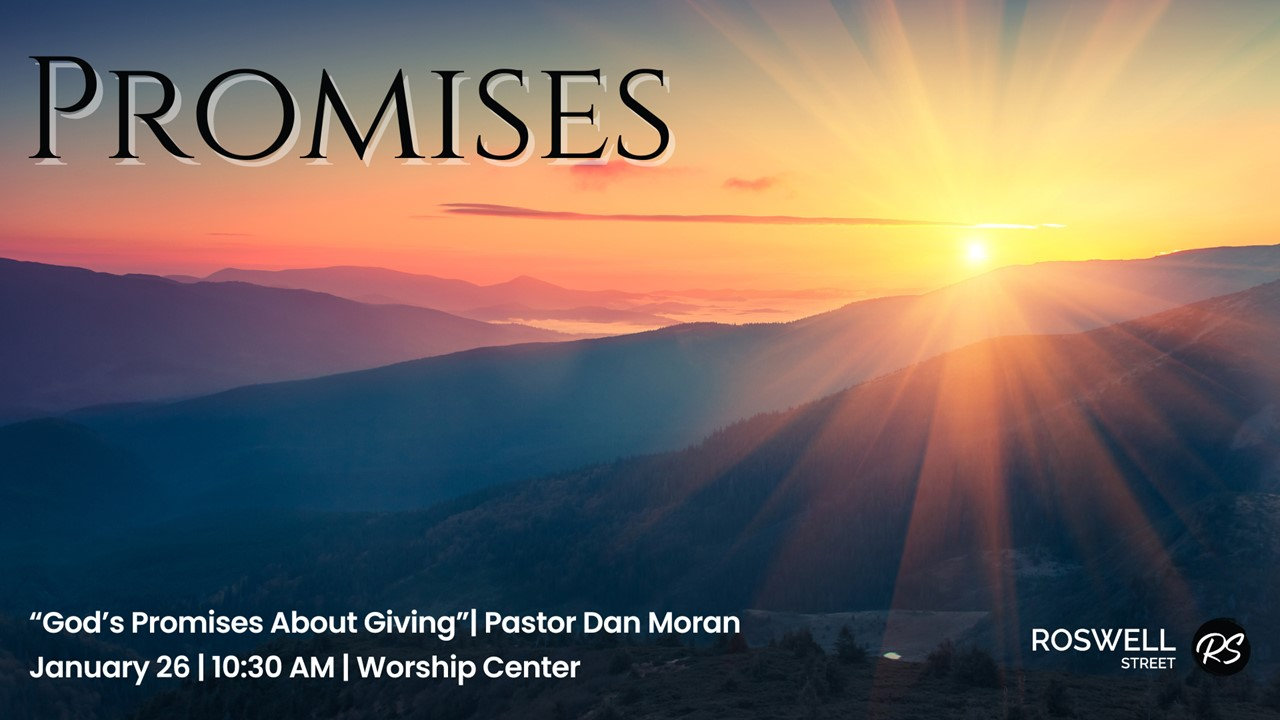 PROMISES
“God’s Promises About Giving”| Pastor Dan Moran
January 26 | 10:30 AM | Worship Center
ROSWELL
STREET
RS